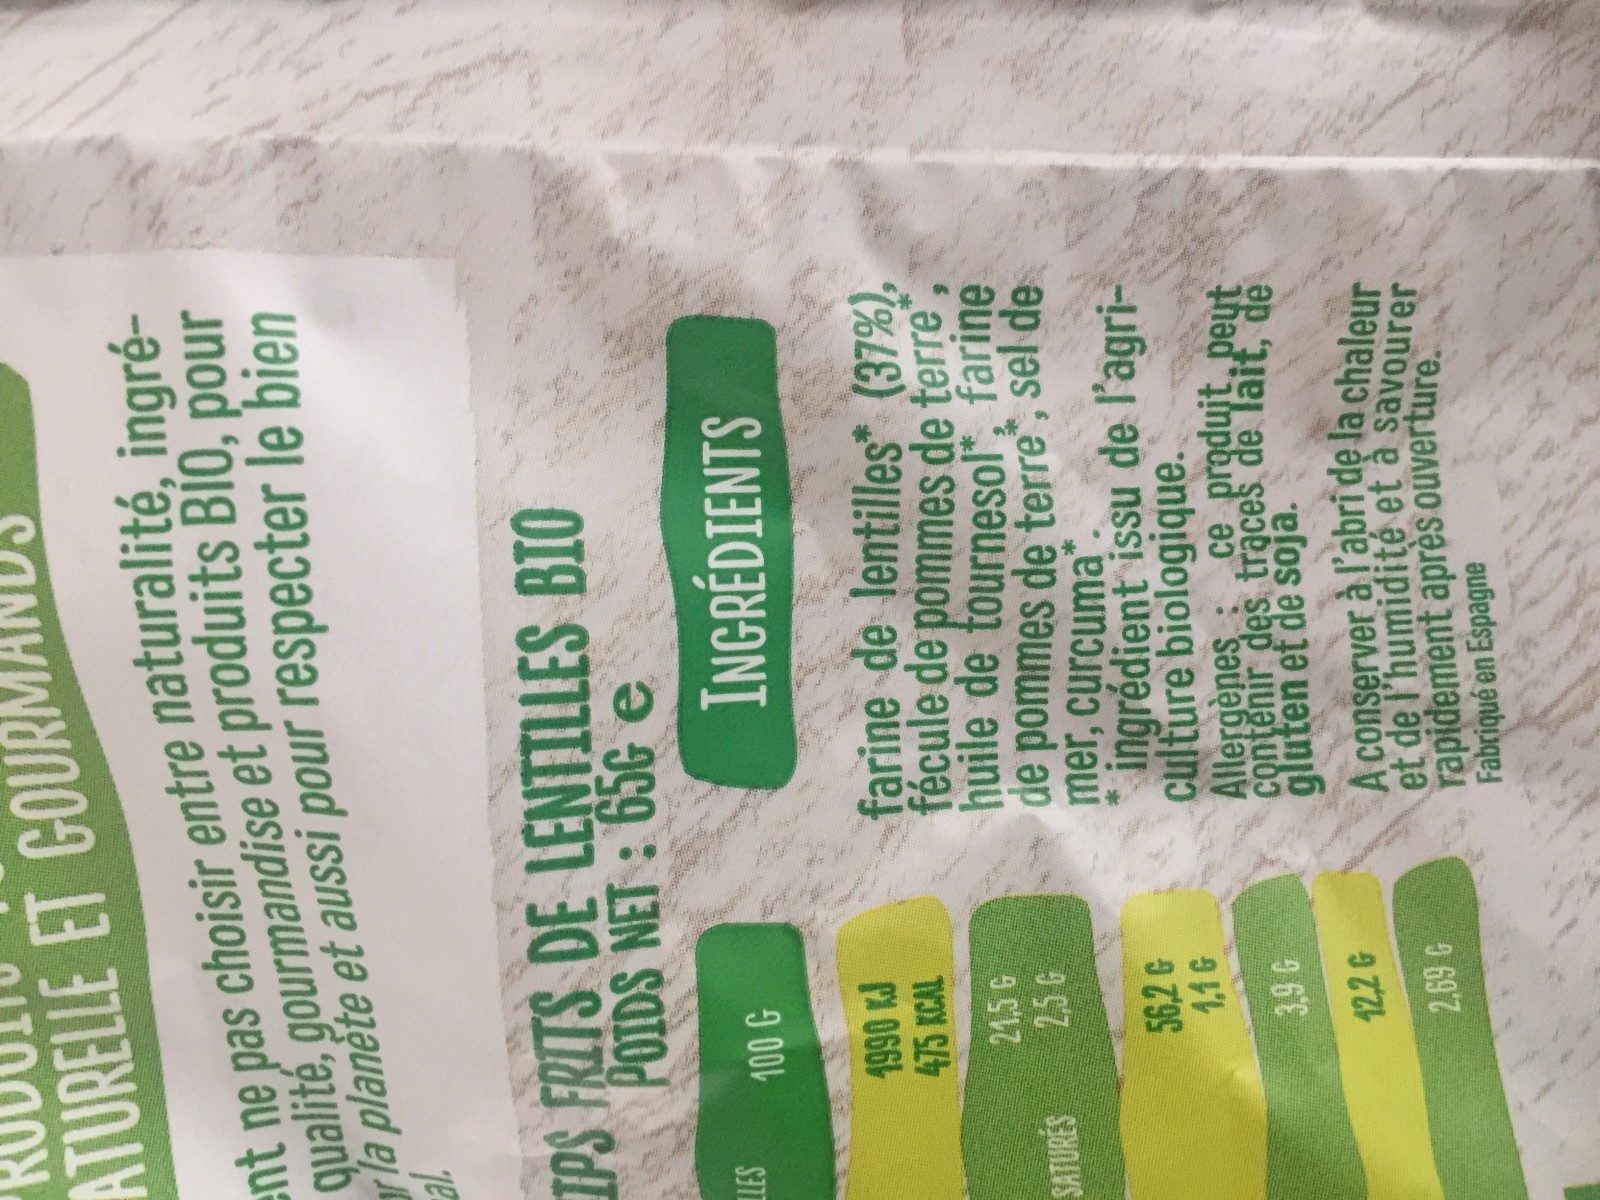 NATURELLE ET GOURMANDS
ne pas choisir entre naturalité, ingré-
qualité, gourmandise et produits BIO, pour
la planète et aussi pour respecter le bien
FRITS DE LENTILLES BIO
POIDS NET : 65G e
INGRÉDIENTS
farine de lentilles* (37%),
fécule de pommes de terre*,
huile de tournesol*, farine
de pommes de terre*, sel de
mer, curcuma*.
* ingrédient issu de l'agri-
culture biologique.
Allergènes : ce produit peut
contenir des traces de lait, de
gluten et de soja.
A conserver à l'abri de la chaleur
et de l'humidité et à savourer
rapidement après ouverture.
Fabriqué en Espagne
100 G
1990 KJ
475 KCAL
21,5 G
SATURÉS 2,5 G
56,2 G
1,1 G
3,9 G
12,2 G
2,69 G